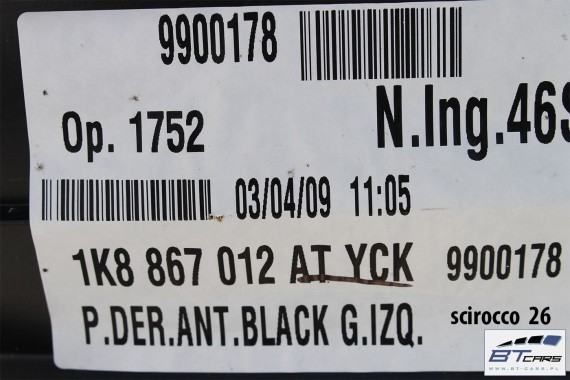 9900178
Op. 1752 N.Ing.46S
03/04/09 11:05
1K8 867 012 AT YCK 9900178
P.DER.ANT.BLACK G.IZQ.
scirocco 26
BTCARS
WWW.BT-CARS.PL